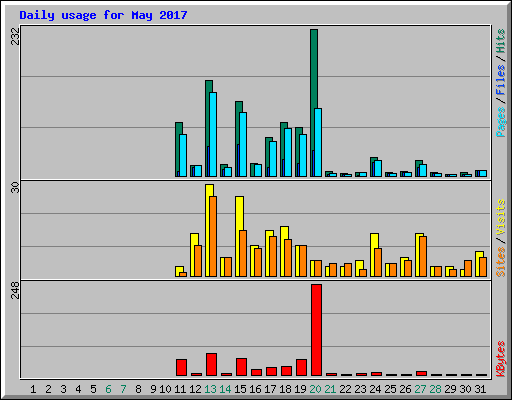 Daily usage for May 2017
232
Pages / Files / Hits
30
Sites / Visits
248
KBytes
1 2 3 4 5 6 7 8 9 10 11 12 13 14 15 16 17 18 19 20 21 22 23 24 25 26 27 28 29 30 31